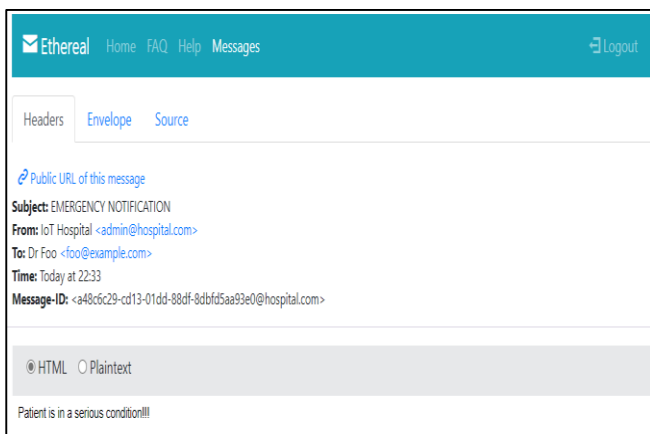 Ethereal Home FAQ Help Messages Logout
Headers Envelope Source
Public URL of this message
Subject: EMERGENCY NOTIFICATION
From: IoT Hospital <admin@hospital.com>
To: Dr Foo <foo@example.com>
Time: Today at 22:33
Message-ID: <a48c6c29-cd13-01dd-88df-8dbfd5aa93e0@hospital.com>
HTML Plaintext
Patient is in a serious condition!!!!